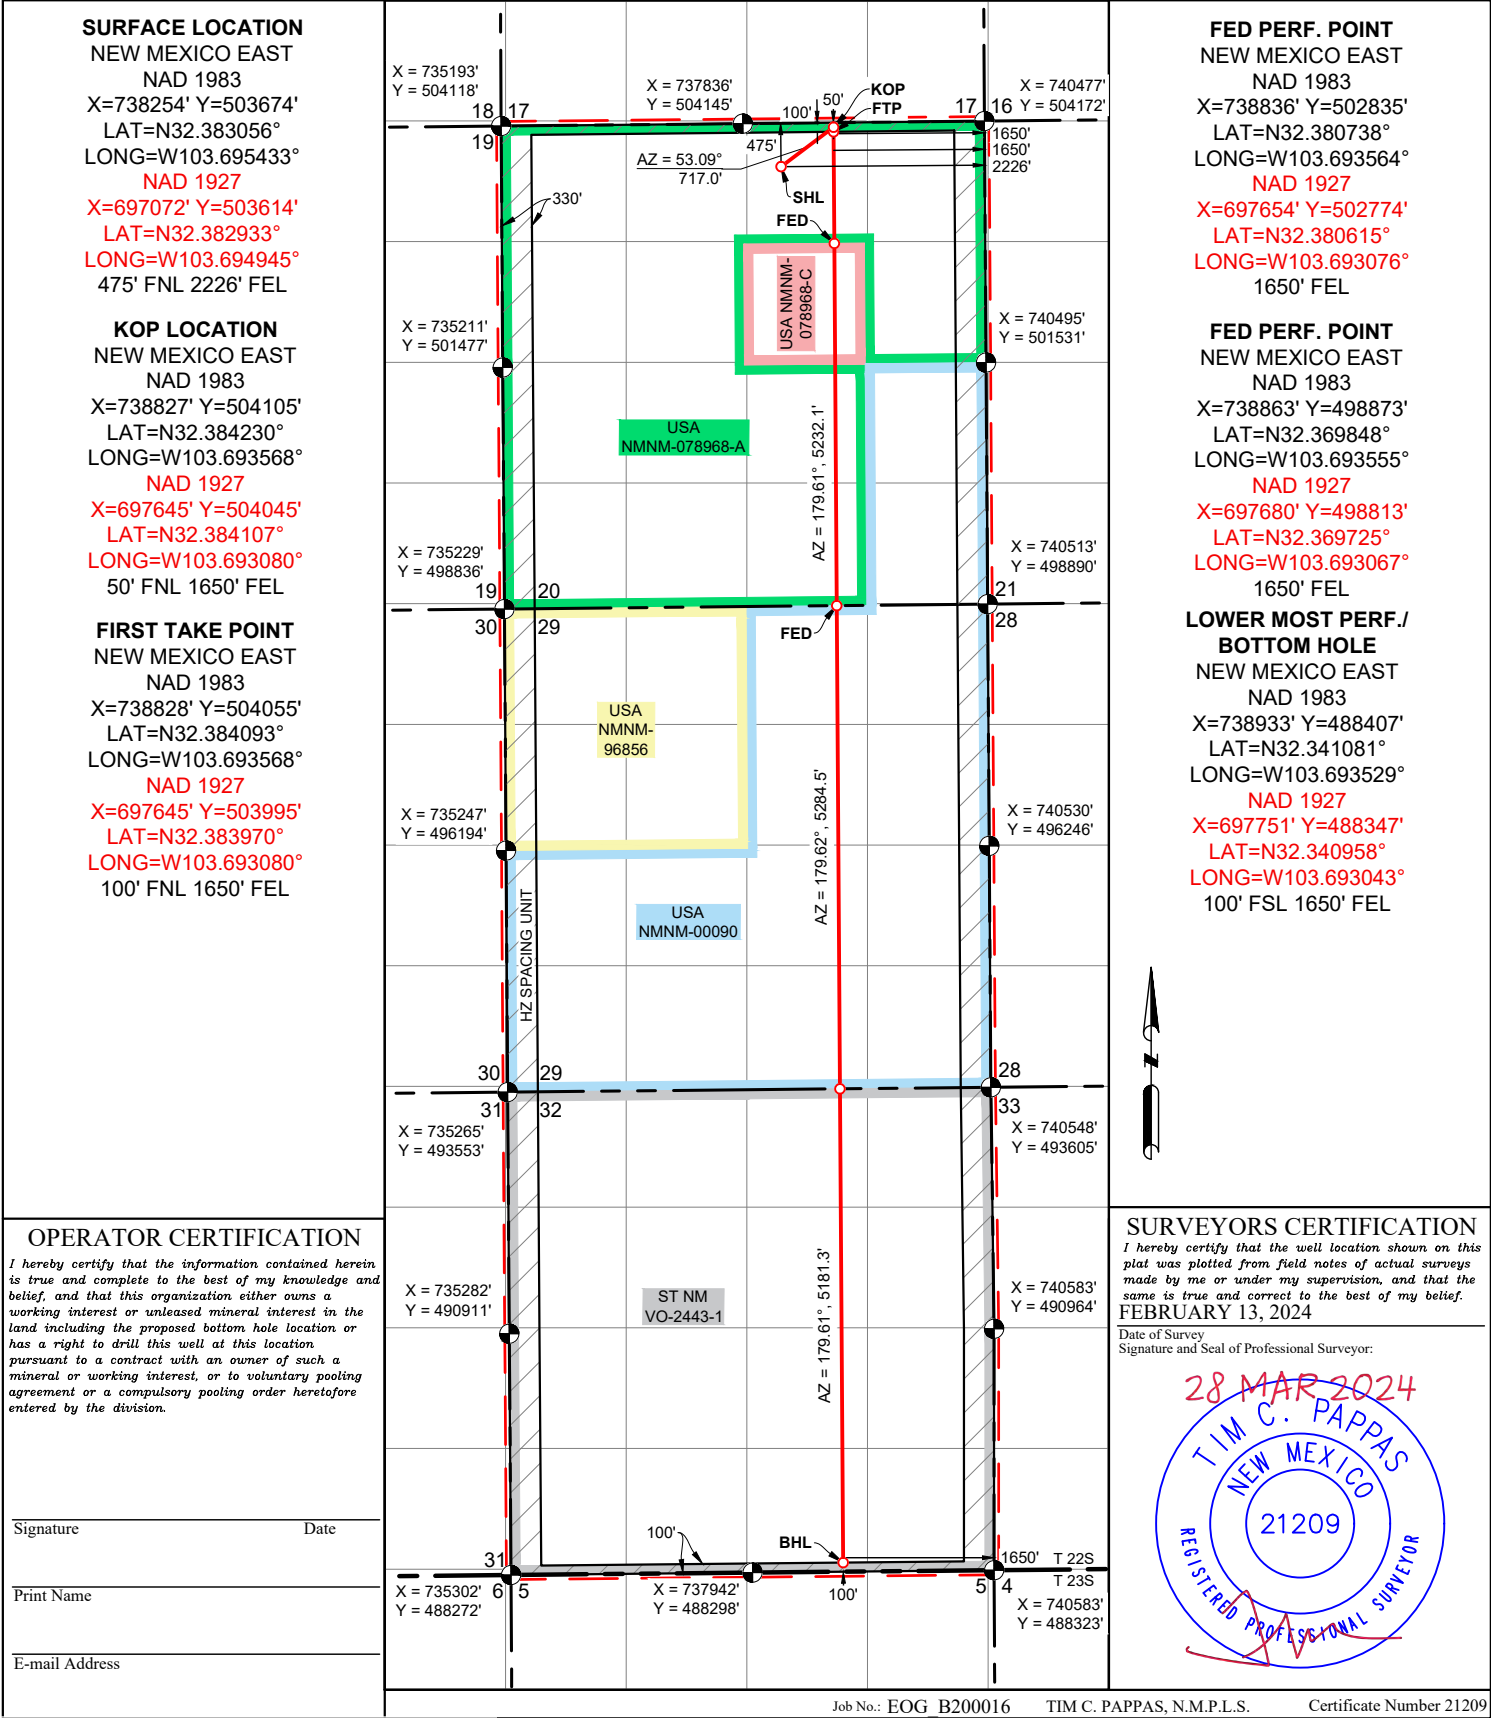 SURFACE LOCATION
NEW MEXICO EAST
NAD 1983
X=738254' Y=503674'
LAT=N32.383056°
LONG=W103.695433°
NAD 1927
X=697072' Y=503614'
LAT=N32.382933°
LONG=W103.694945°
475' FNL 2226' FEL
KOP LOCATION
NEW MEXICO EAST
NAD 1983
X=738827' Y=504105'
LAT=N32.384230°
LONG=W103.693568°
NAD 1927
X=697645' Y=504045'
LAT=N32.384107°
LONG=W103.693080°
50' FNL 1650' FEL
FIRST TAKE POINT
NEW MEXICO EAST
NAD 1983
X=738828' Y=504055'
LAT=N32.384093°
LONG=W103.693568°
NAD 1927
X=697645' Y=503995'
LAT=N32.383970°
LONG=W103.693080°
100' FNL 1650' FEL
OPERATOR CERTIFICATION
I hereby certify that the information contained herein
is true and complete to the best of my knowledge and
belief, and that this organization either owns a
working interest or unleased mineral interest in the
land including the proposed bottom hole location or
has a right to drill this well at this location
pursuant to a contract with an owner of such a
mineral or working interest, or to voluntary pooling
agreement or a compulsory pooling order heretofore
entered by the division.
Signature Date
Print Name
E-mail Address
X = 735193'
Y = 504118'
X = 737836'
Y = 504145'
X = 740477'
Y = 504172'
50'
100'
KOP
FTP
18 17
17 16
19
475'
1650'
1650'
2226'
AZ = 53.09°
717.0'
SHL
330'
FED
USA NMNM-
078968-C
X = 735211'
Y = 501477'
X = 740495'
Y = 501531'
USA
NMNM-078968-A
AZ = 179.61°, 5232.1'
X = 735229'
Y = 498836'
X = 740513'
Y = 498890'
19 20
21
30 29
28
FED
USA
NMNM-
96856
AZ = 179.62°, 5284.5'
X = 735247'
Y = 496194'
X = 740530'
Y = 496246'
HZ SPACING UNIT
USA
NMNM-00090
30 29
28
31 32
33
X = 735265'
Y = 493553'
X = 740548'
Y = 493605'
AZ = 179.61°, 5181.3'
X = 735282'
Y = 490911'
X = 740583'
Y = 490964'
ST NM
VO-2443-1
100'
BHL
1650'
T 22S
T 23S
31
6 5
5 4
100'
X = 735302'
Y = 488272'
X = 737942'
Y = 488298'
X = 740583'
Y = 488323'
FED PERF. POINT
NEW MEXICO EAST
NAD 1983
X=738836' Y=502835'
LAT=N32.380738°
LONG=W103.693564°
NAD 1927
X=697654' Y=502774'
LAT=N32.380615°
LONG=W103.693076°
1650' FEL
FED PERF. POINT
NEW MEXICO EAST
NAD 1983
X=738863' Y=498873'
LAT=N32.369848°
LONG=W103.693555°
NAD 1927
X=697680' Y=498813'
LAT=N32.369725°
LONG=W103.693067°
1650' FEL
LOWER MOST PERF./
BOTTOM HOLE
NEW MEXICO EAST
NAD 1983
X=738933' Y=488407'
LAT=N32.341081°
LONG=W103.693529°
NAD 1927
X=697751' Y=488347'
LAT=N32.340958°
LONG=W103.693043°
100' FSL 1650' FEL
N
SURVEYORS CERTIFICATION
I hereby certify that the well location shown on this
plat was plotted from field notes of actual surveys
made by me or under my supervision, and that the
same is true and correct to the best of my belief.
FEBRUARY 13, 2024
Date of Survey
Signature and Seal of Professional Surveyor:
28 MAR 2024
TIM C. PAPPAS
NEW MEXICO
21209
REGISTERED PROFESSIONAL SURVEYOR
Job No.: EOG_B200016 TIM C. PAPPAS, N.M.P.L.S. Certificate Number 21209